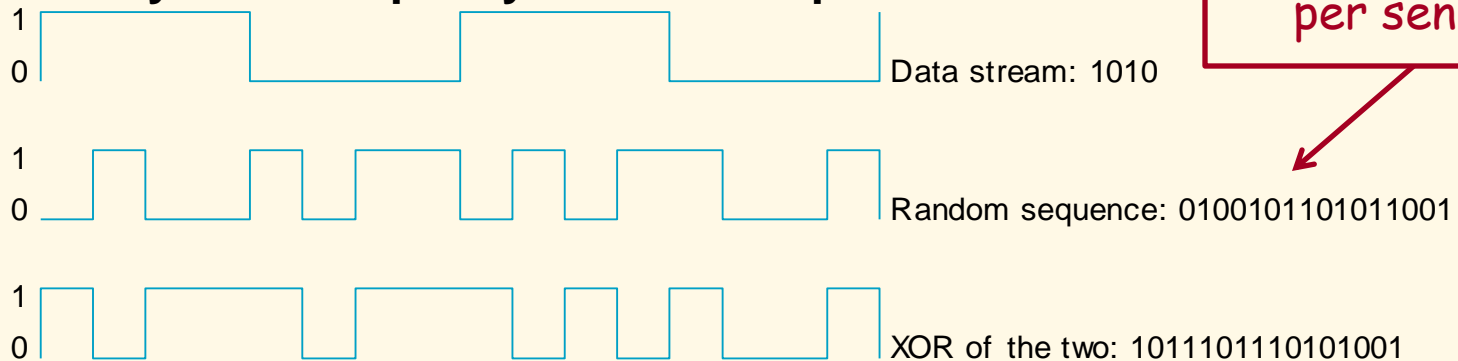 per sen
1
0 Data stream: 1010
1
0 Random sequence: 0100101101011001
1
0 XOR of the two: 1011101110101001